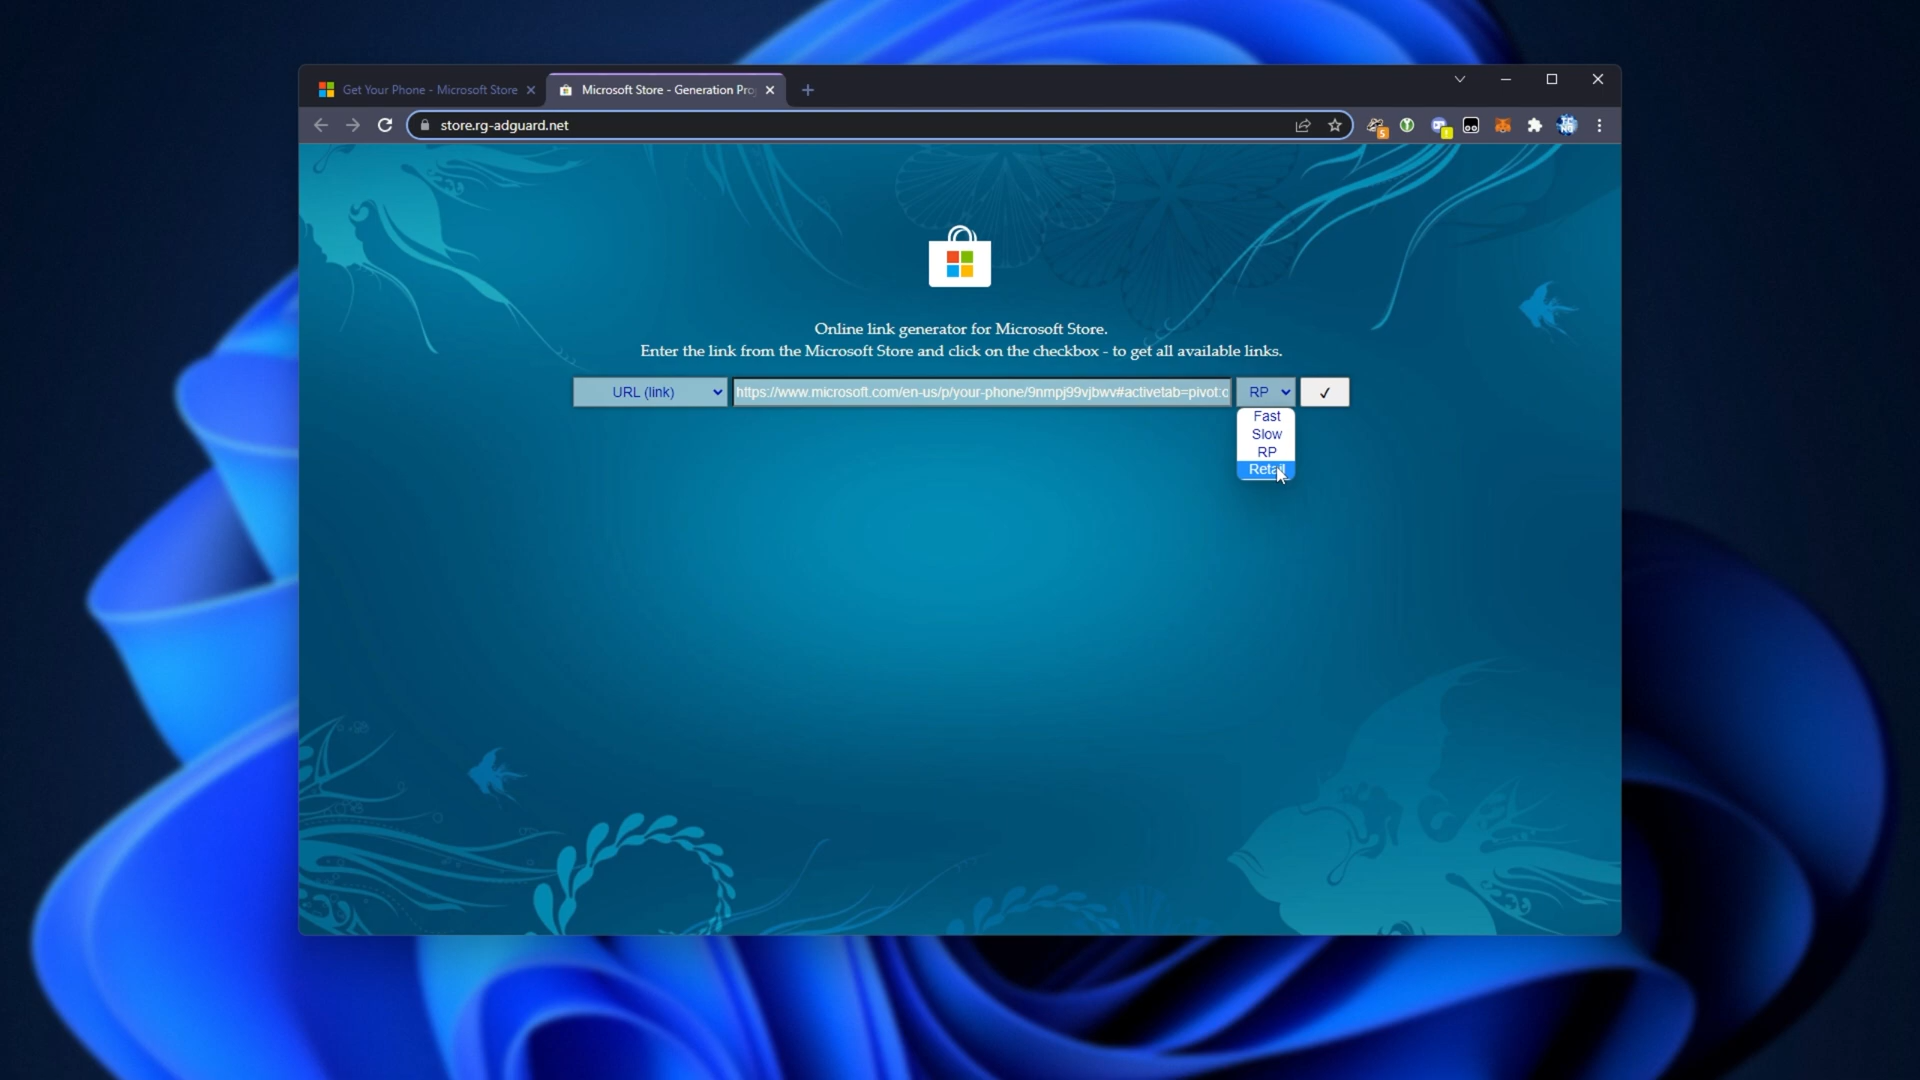 Get Your Phone - Microsoft Store
Microsoft Store - Generation Pro
store.rg-adguard.net
Online link generator for Microsoft Store.
Enter the link from the Microsoft Store and click on the checkbox - to get all available links.
URL (link) https://www.microsoft.com/en-us/p/your-phone/9nmpj99vjbwv#activetab=pivot:o RP ✓
Fast
Slow
RP
Retail